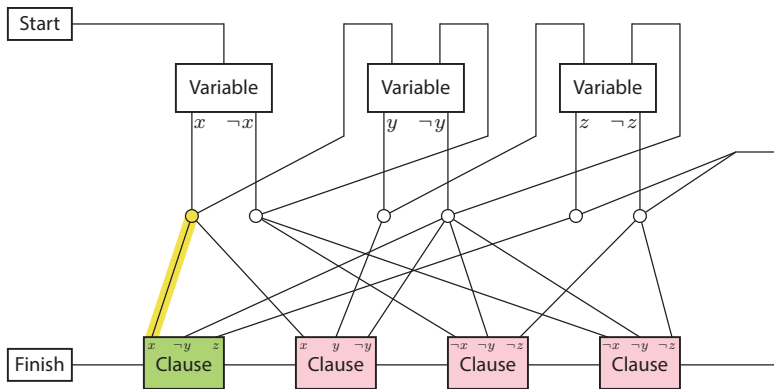 Start
Variable
Variable
Variable
x ¬x
y ¬y
z ¬z
x ¬y z
x y ¬y
¬x ¬y ¬z
¬x ¬y ¬z
Finish
Clause
Clause
Clause
Clause